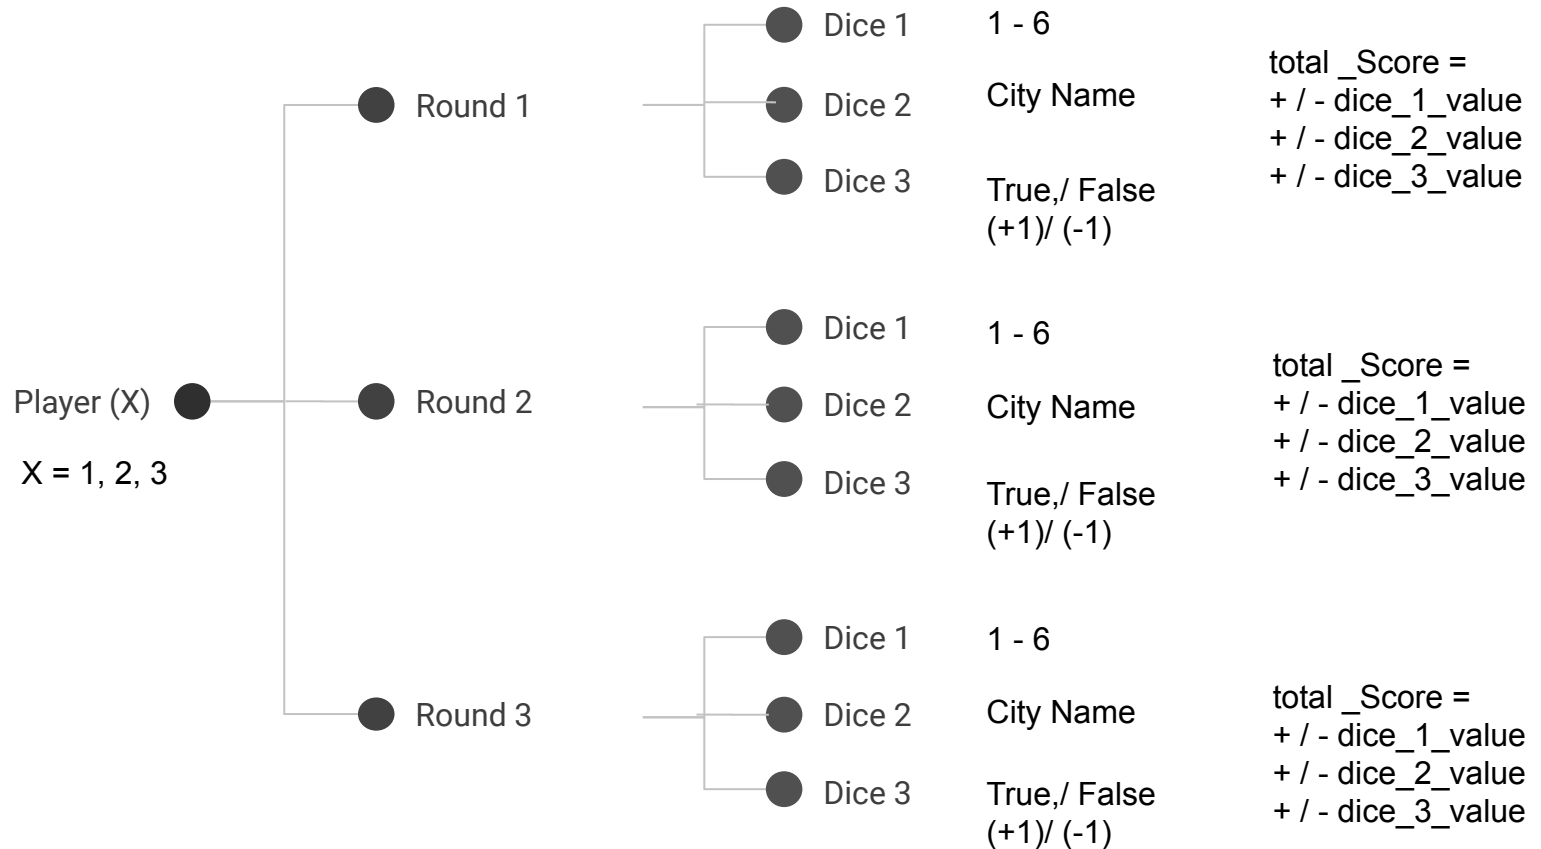 Dice 1 1 - 6
Round 1 Dice 2 City Name
Dice 3 True,/ False
(+1)/ (-1)
total _Score =
+ / - dice_1_value
+ / - dice_2_value
+ / - dice_3_value
Player (X)
X = 1, 2, 3
Dice 1 1 - 6
Round 2 Dice 2 City Name
Dice 3 True,/ False
(+1)/ (-1)
total _Score =
+ / - dice_1_value
+ / - dice_2_value
+ / - dice_3_value
Dice 1 1 - 6
Round 3 Dice 2 City Name
Dice 3 True,/ False
(+1)/ (-1)
total _Score =
+ / - dice_1_value
+ / - dice_2_value
+ / - dice_3_value